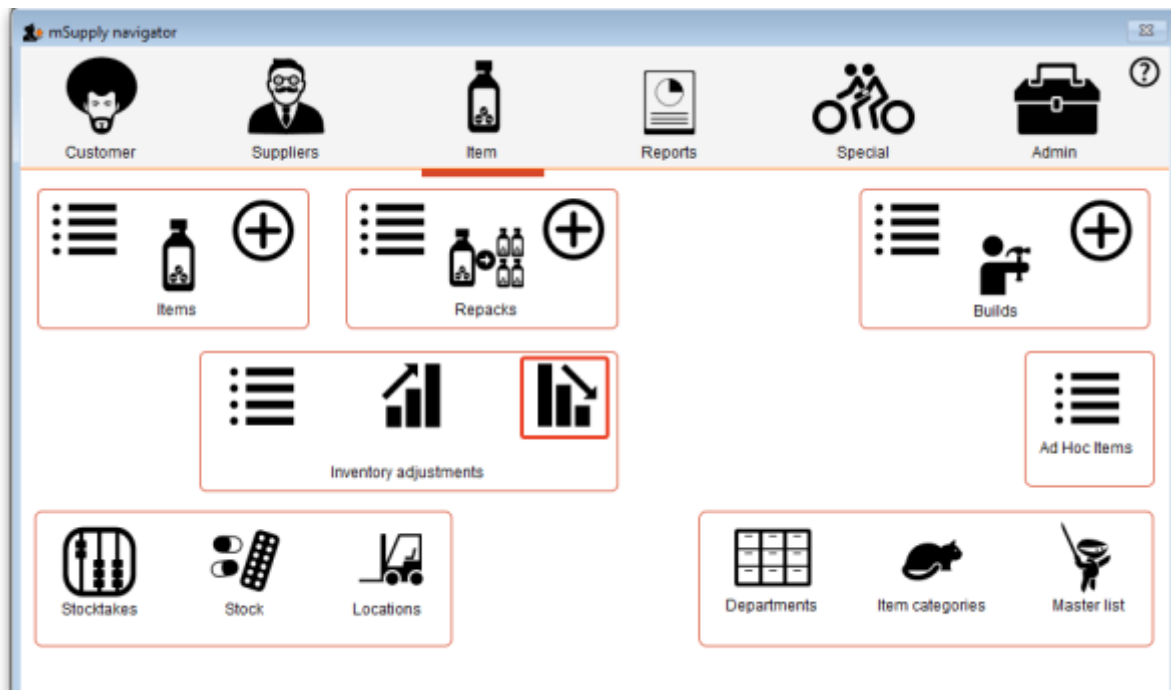 mSupply navigator
Customer
Suppliers
Item
Reports
Special
Admin
?
Items
Repacks
Builds
Inventory adjustments
Ad Hoc Items
Stocktakes
Stock
Locations
Departments
Item categories
Master list